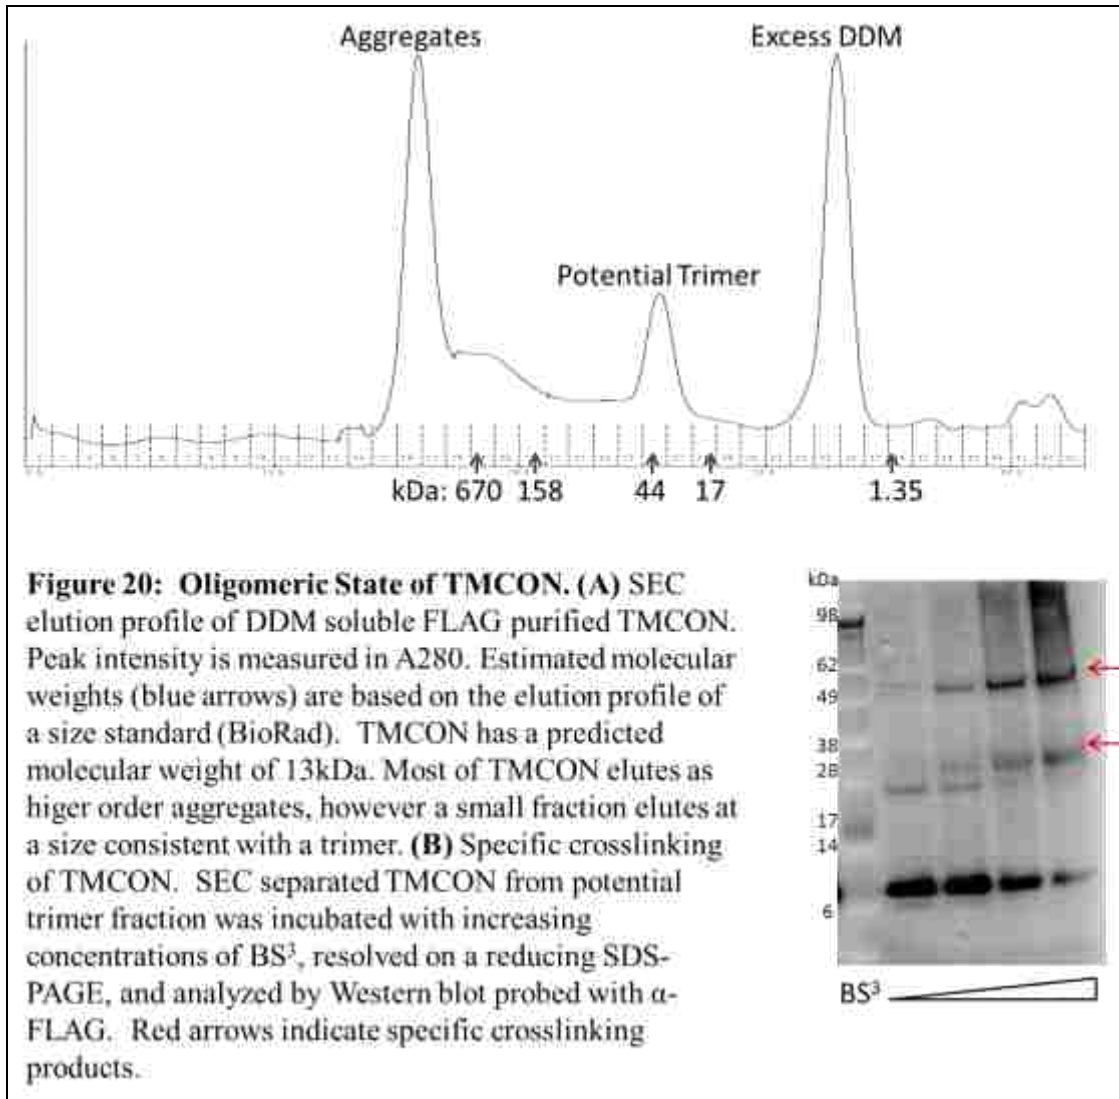 Aggregates
Excess DDM
Potential Trimer
kDa: 670 158 44 17 1.35
Figure 20: Oligomeric State of TMCON. (A) SEC
elution profile of DDM soluble FLAG purified TMCON.
Peak intensity is measured in A280. Estimated molecular
weights (blue arrows) are based on the elution profile of
a size standard (BioRad). TMCON has a predicted
molecular weight of 13kDa. Most of TMCON elutes as
higer order aggregates, however a small fraction elutes at
a size consistent with a trimer. (B) Specific crosslinking
of TMCON. SEC separated TMCON from potential
trimer fraction was incubated with increasing
concentrations of BS³, resolved on a reducing SDS-
PAGE, and analyzed by Western blot probed with α-
FLAG. Red arrows indicate specific crosslinking
products.
kDa
98
62
49
38
28
17
14
6
BS³